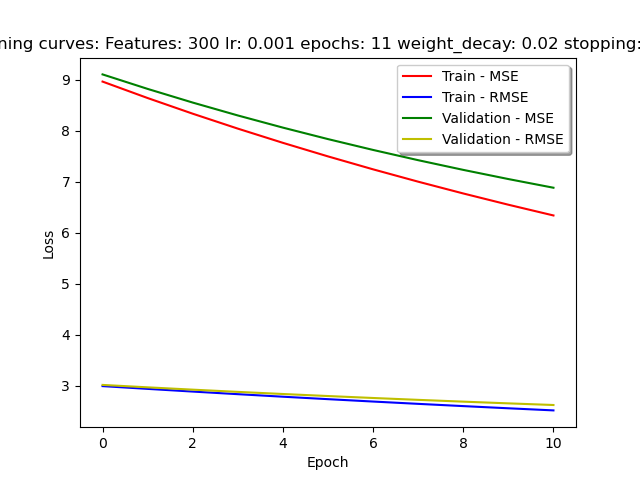 ning curves: Features: 300 lr: 0.001 epochs: 11 weight_decay: 0.02 stopping:
Train - MSE
Train - RMSE
Validation - MSE
Validation - RMSE
9
8
7
6
5
4
3
Loss
0 2 4 6 8 10
Epoch